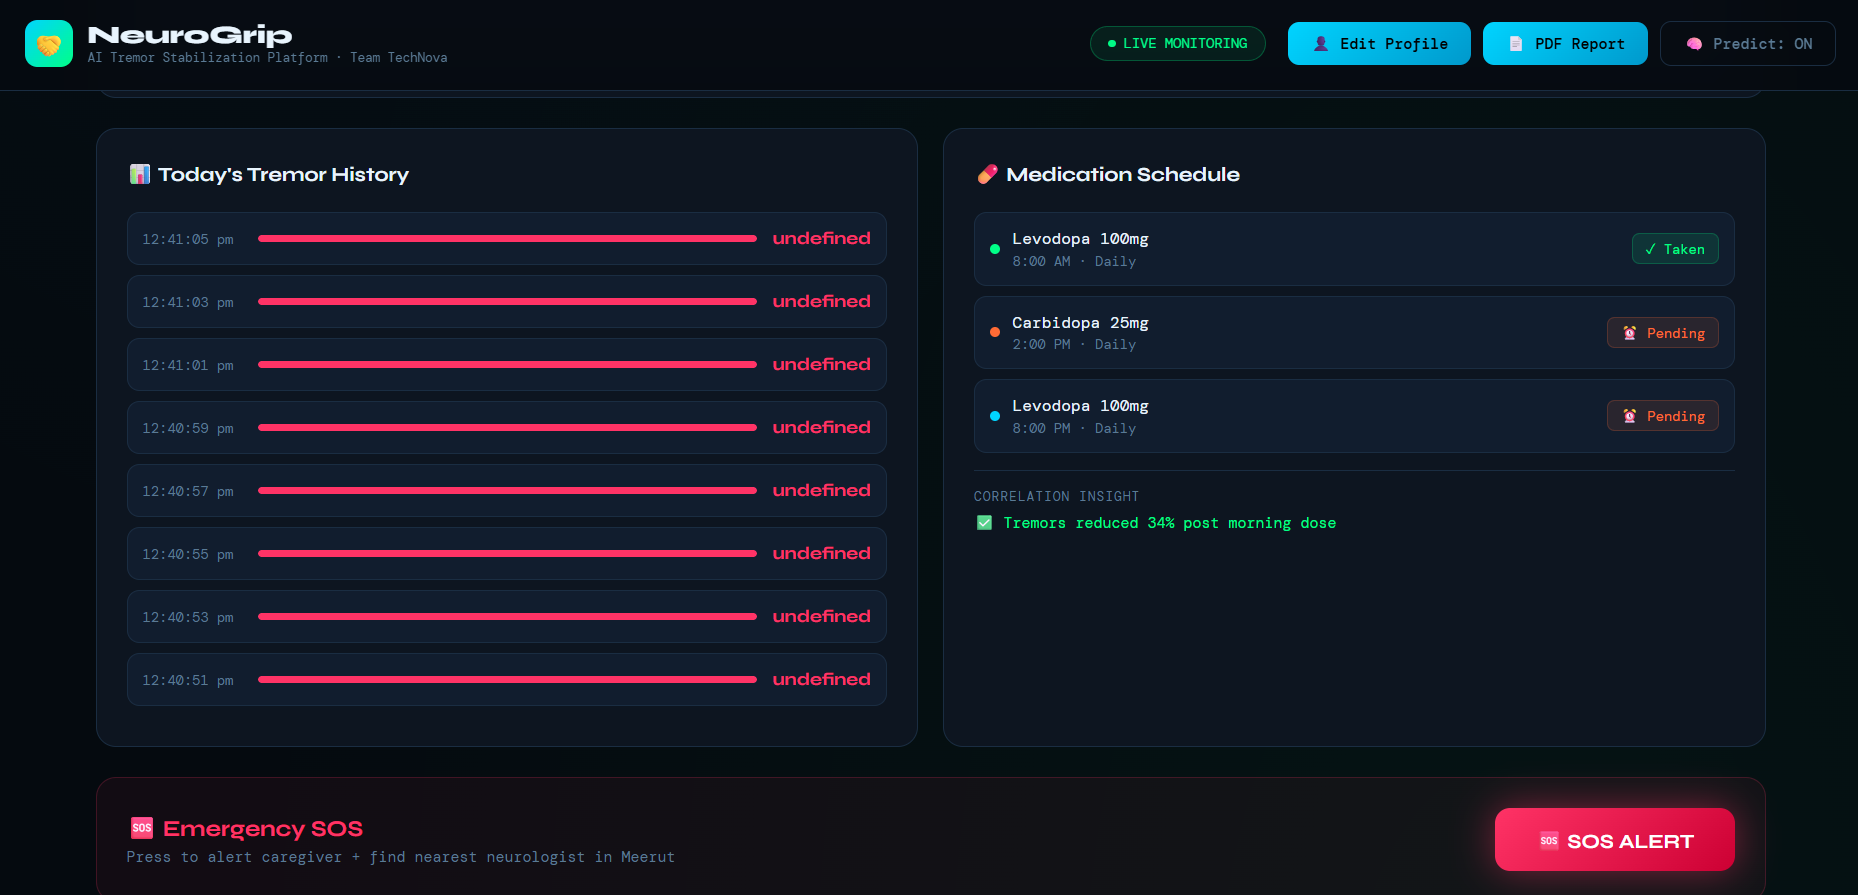 NeuroGrip
AI Tremor Stabilization Platform · Team TechNova
LIVE MONITORING
Edit Profile
PDF Report
Predict: ON
Today's Tremor History
12:41:05 pm undefined
12:41:03 pm undefined
12:41:01 pm undefined
12:40:59 pm undefined
12:40:57 pm undefined
12:40:55 pm undefined
12:40:53 pm undefined
12:40:51 pm undefined
Medication Schedule
Levodopa 100mg
8:00 AM · Daily
✓ Taken
Carbidopa 25mg
2:00 PM · Daily
Pending
Levodopa 100mg
8:00 PM · Daily
Pending
CORRELATION INSIGHT
✅ Tremors reduced 34% post morning dose
🆘 Emergency SOS
Press to alert caregiver + find nearest neurologist in Meerut
🆘 SOS ALERT